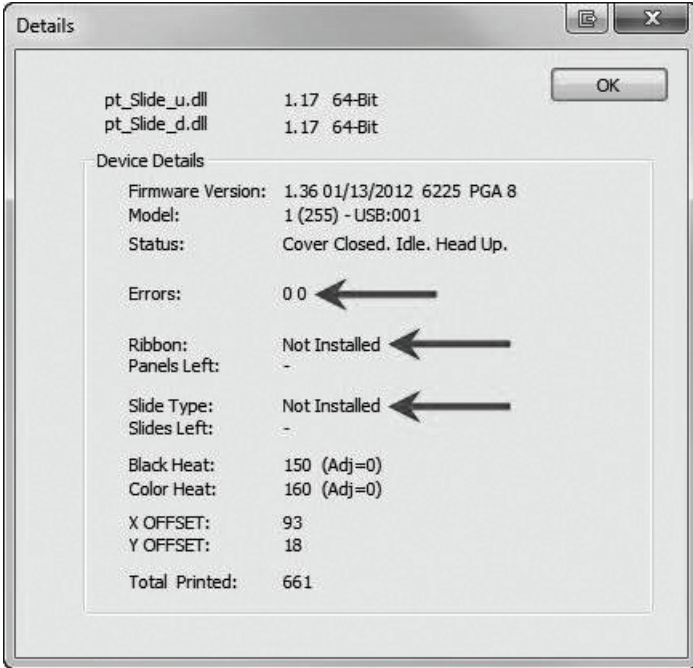 Details
OK
pt_Slide_u.dll 1.17 64-Bit
pt_Slide_d.dll 1.17 64-Bit
Device Details
Firmware Version: 1.36 01/13/2012 6225 PGA 8
Model: 1 (255) - USB:001
Status: Cover Closed. Idle. Head Up.
Errors: 0 0
Ribbon: Not Installed
Panels Left: -
Slide Type: Not Installed
Slides Left: -
Black Heat: 150 (Adj=0)
Color Heat: 160 (Adj=0)
X OFFSET: 93
Y OFFSET: 18
Total Printed: 661